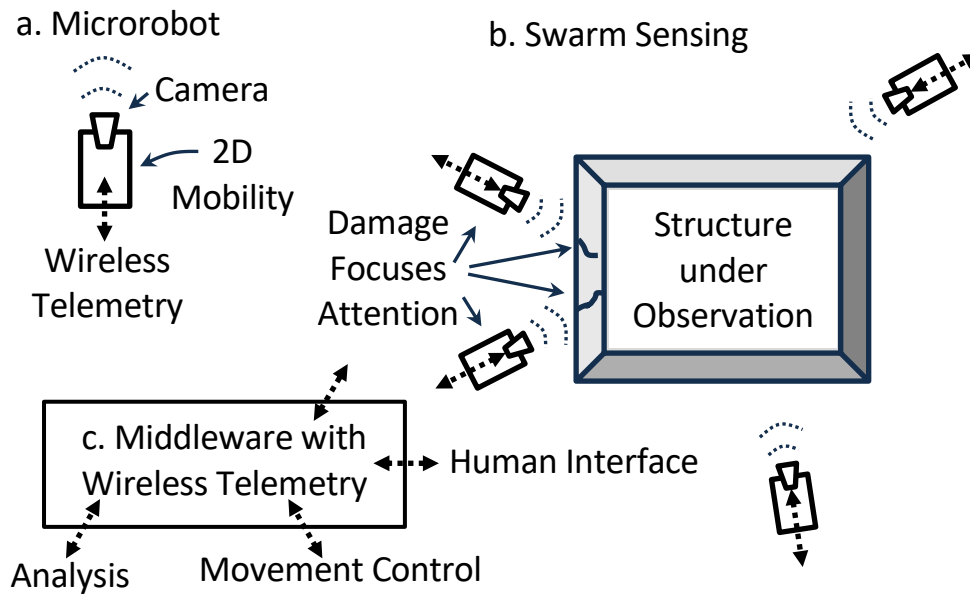 a. Microrobot
Camera
2D
Mobility
Wireless
Telemetry
b. Swarm Sensing
Damage
Focuses
Attention
Structure
under
Observation
c. Middleware with
Wireless Telemetry
Human Interface
Analysis
Movement Control